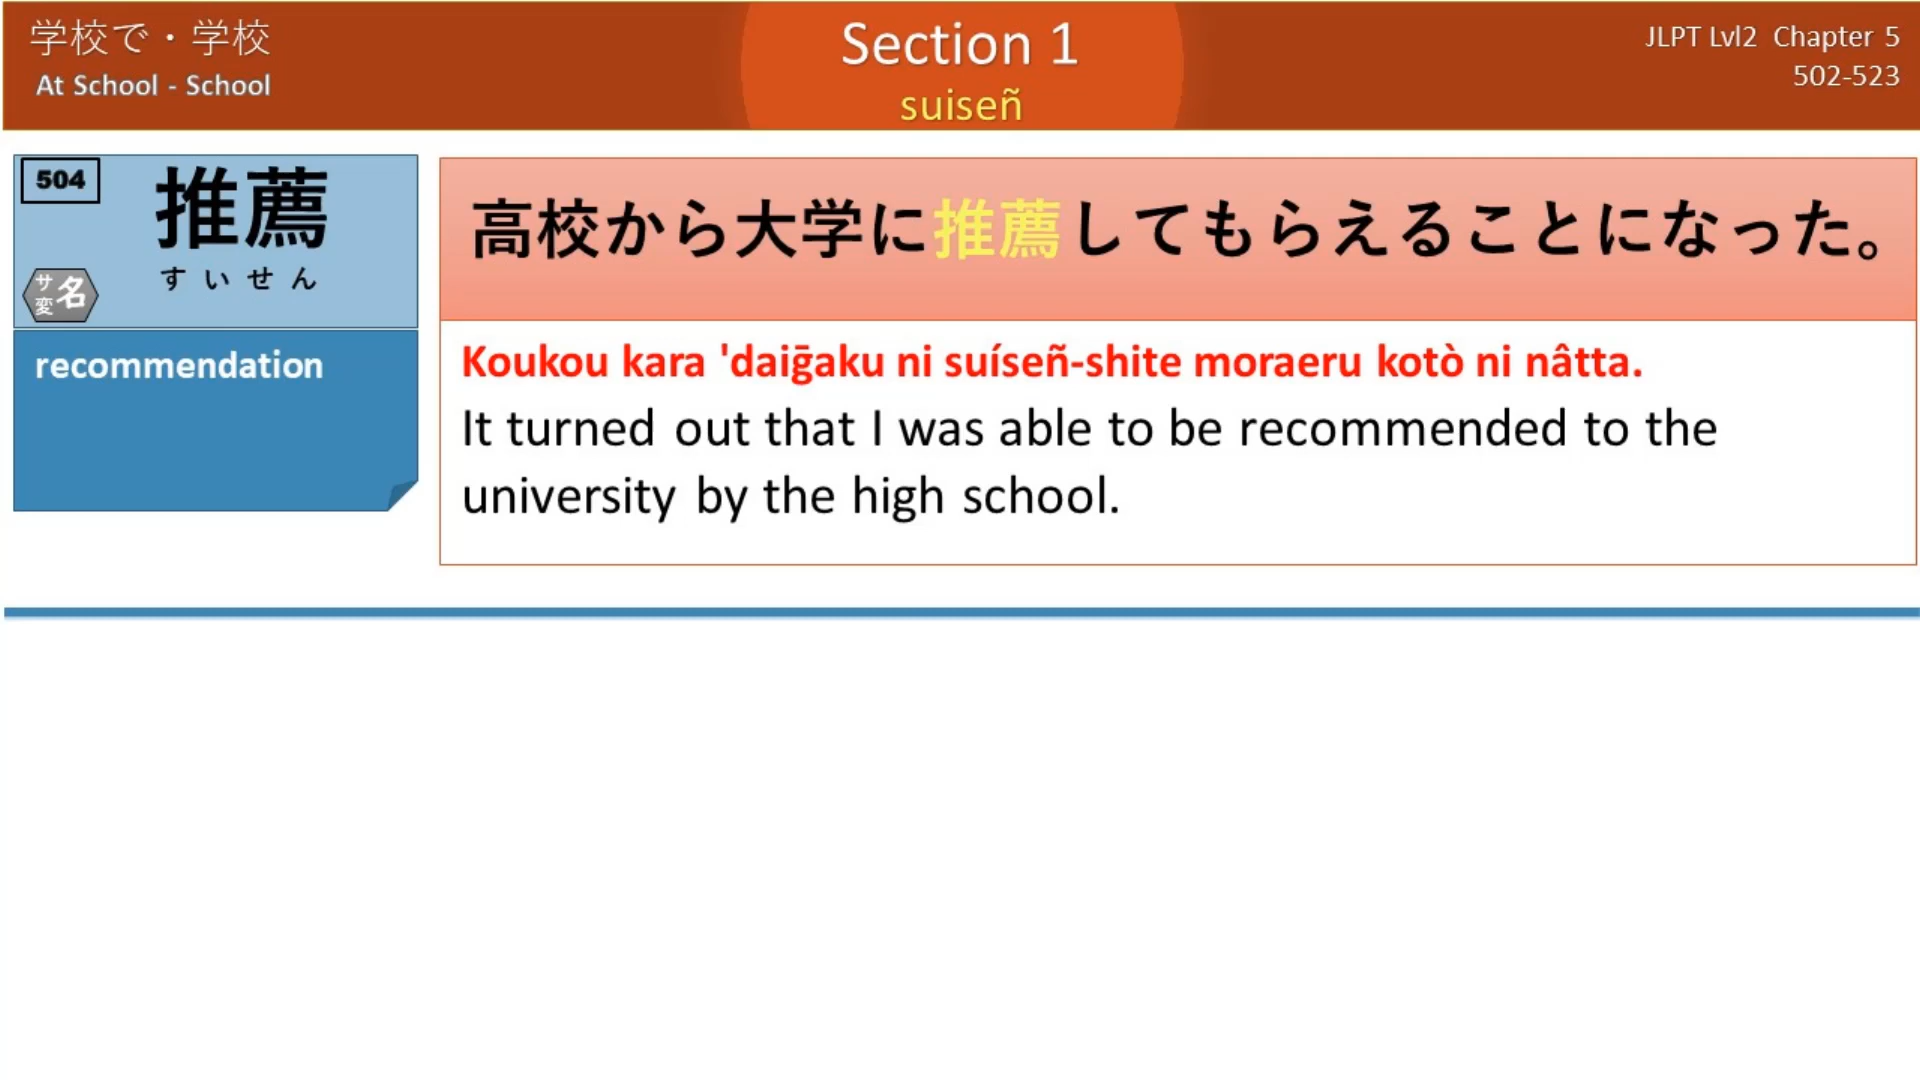 学校で・学校
At School - School
Section 1
suiseñ
JLPT Lvl2 Chapter 5
502-523
504
推薦
すいせん
サ変 名
recommendation
高校から大学に推薦してもらえることになった。
Koukou kara 'daiḡaku ni suíseñ-shite moraeru kotò ni nâtta.
It turned out that I was able to be recommended to the
university by the high school.